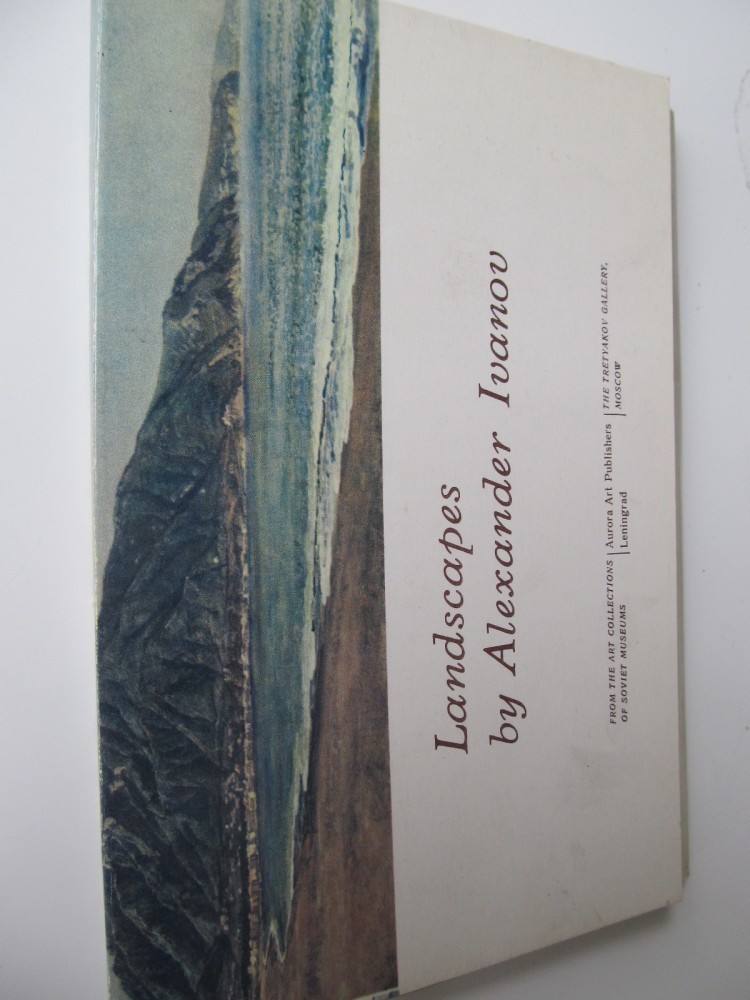 Landscapes
by Alexander Ivanov
FROM THE ART COLLECTIONS
OF SOVIET MUSEUMS
Aurora Art Publishers
Leningrad
THE TRETYAKOV GALLERY,
MOSCOW